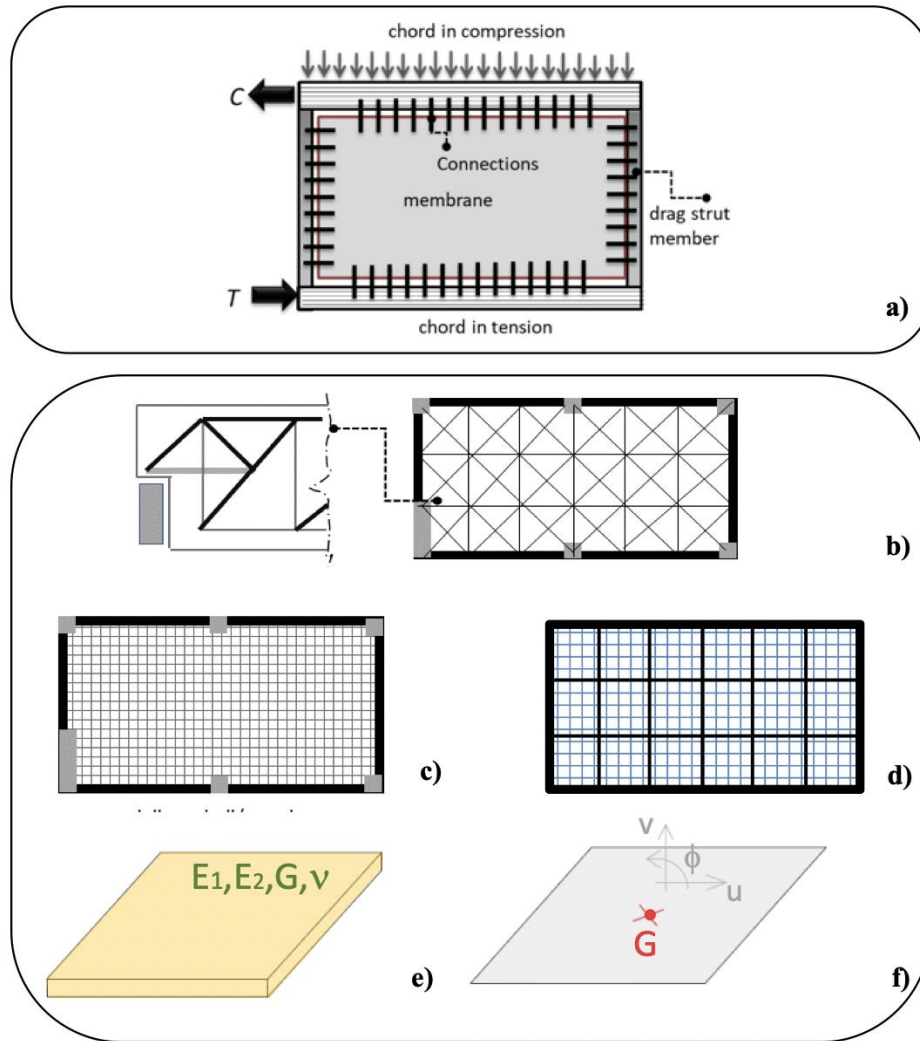 chord in compression
C
Connections
membrane
drag strut
member
T
chord in tension
a)
b)
c)
d)
E1,E2,G,ν
e)
v
ϕ
u
G
f)